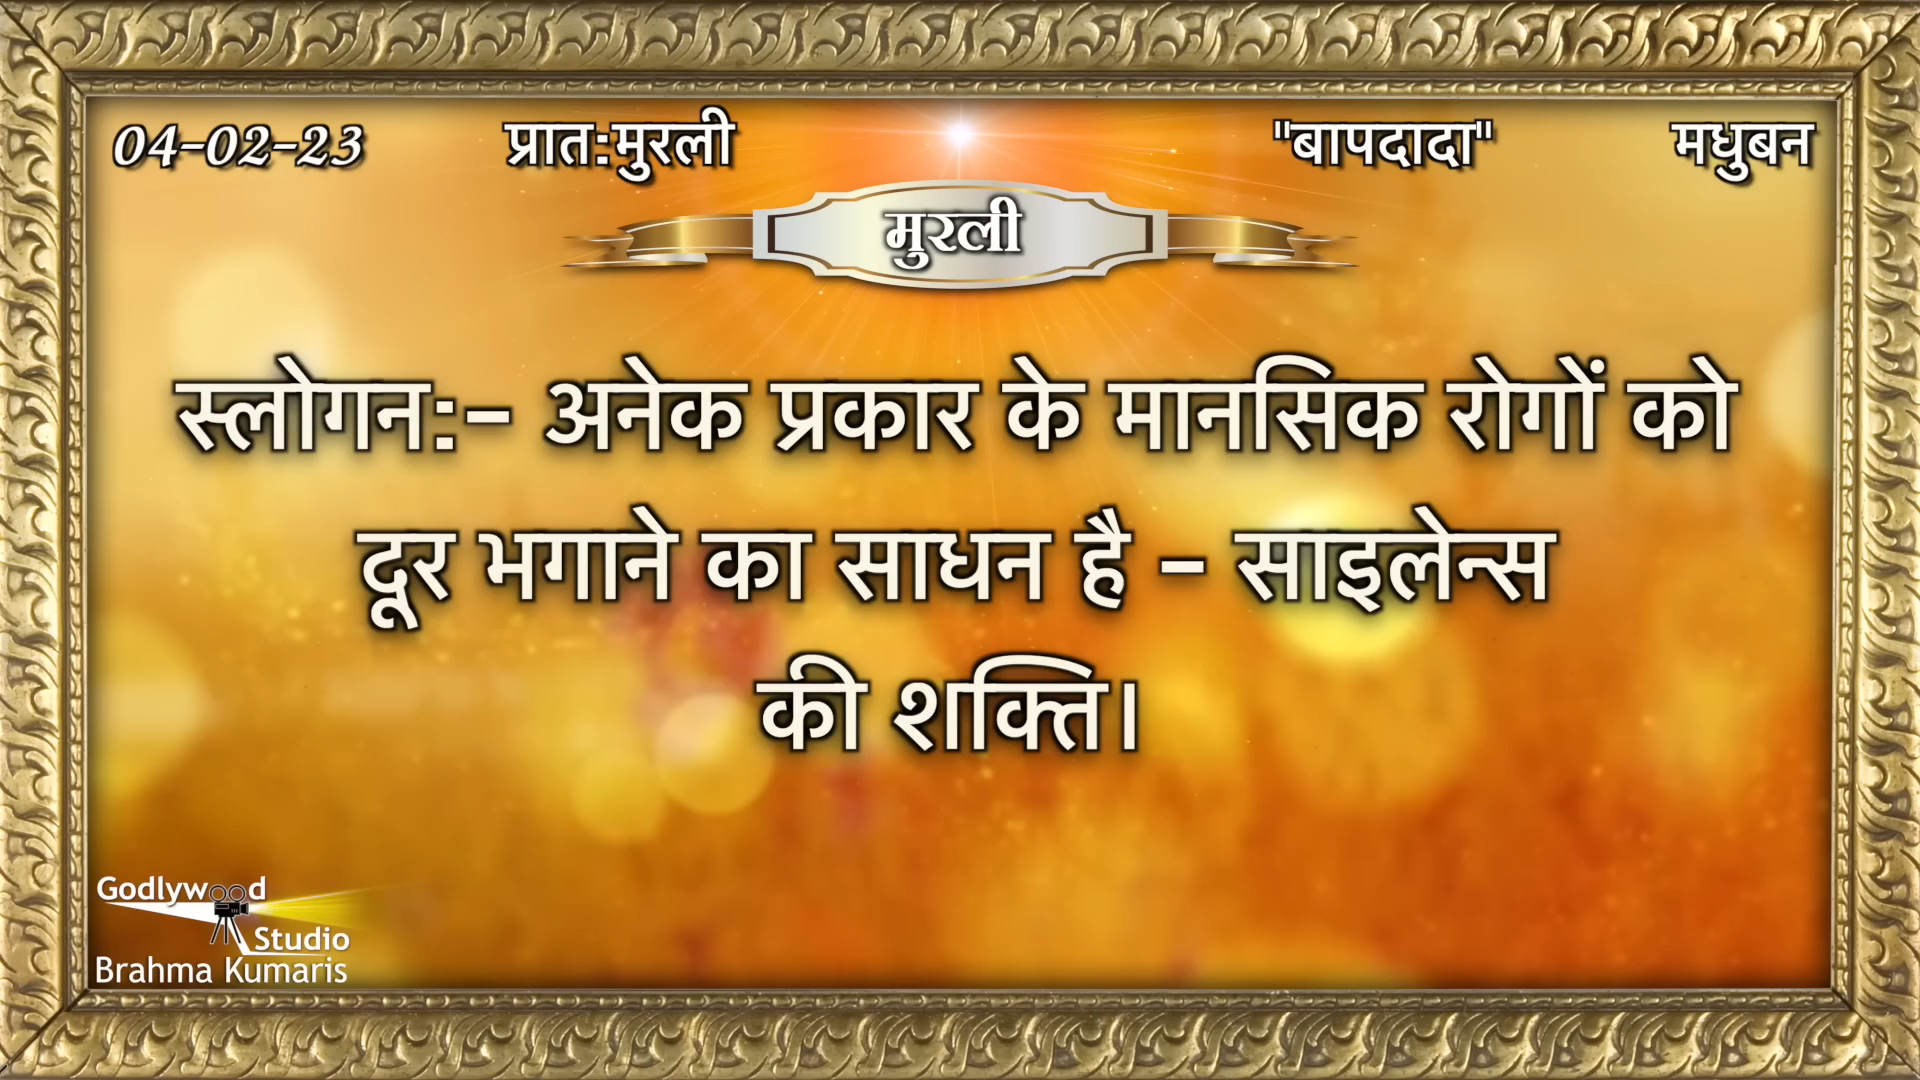 04-02-23 प्रात:मुरली "बापदादा" मधुबन
मुरली
स्लोगन:- अनेक प्रकार के मानसिक रोगों को
दूर भगाने का साधन है - साइलेन्स
की शक्ति।
Godlywood
Studio
Brahma Kumaris